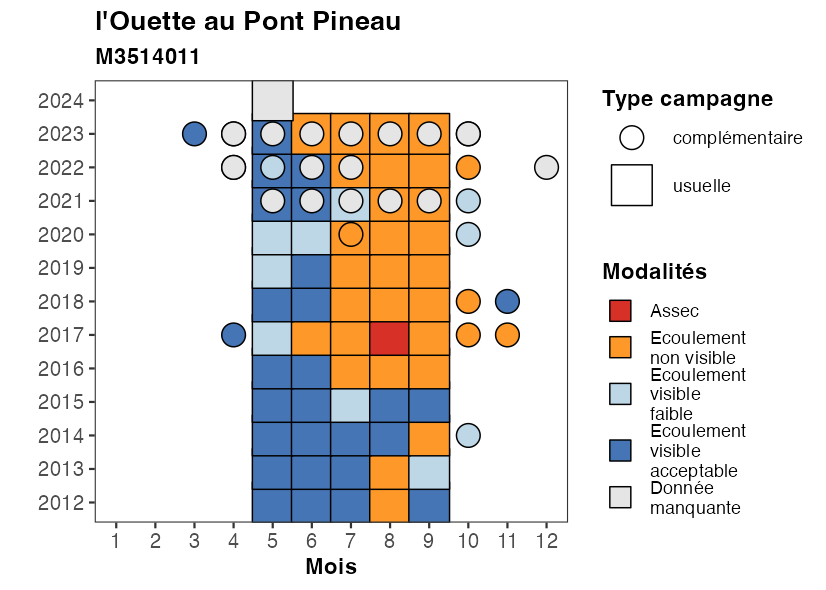 l'Ouette au Pont Pineau
M3514011
2024
2023
2022
2021
2020
2019
2018
2017
2016
2015
2014
2013
2012
1 2 3 4 5 6 7 8 9 10 11 12
Mois
Type campagne
complémentaire
usuelle
Modalités
Assec
Ecoulement
non visible
Ecoulement
visible
faible
Ecoulement
visible
acceptable
Donnée
manquante